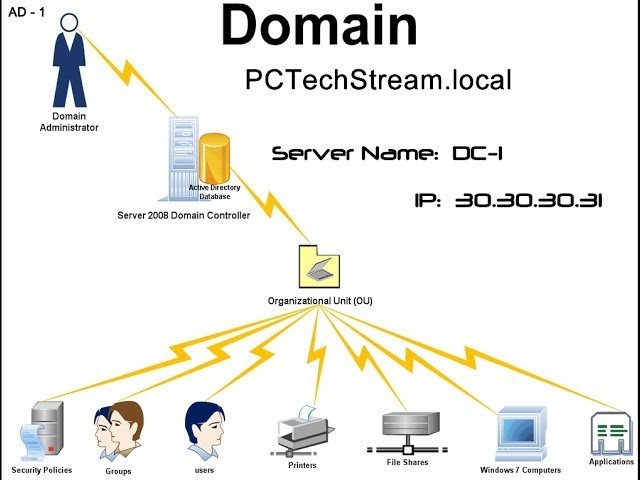 AD - 1
Domain
PCTechStream.local
Domain
Administrator
Server Name: DC-1
Active Directory
Database
IP: 30.30.30.31
Server 2008 Domain Controller
Organizational Unit (OU)
Security Policies
Groups
users
Printers
File Shares
Windows 7 Computers
Applications